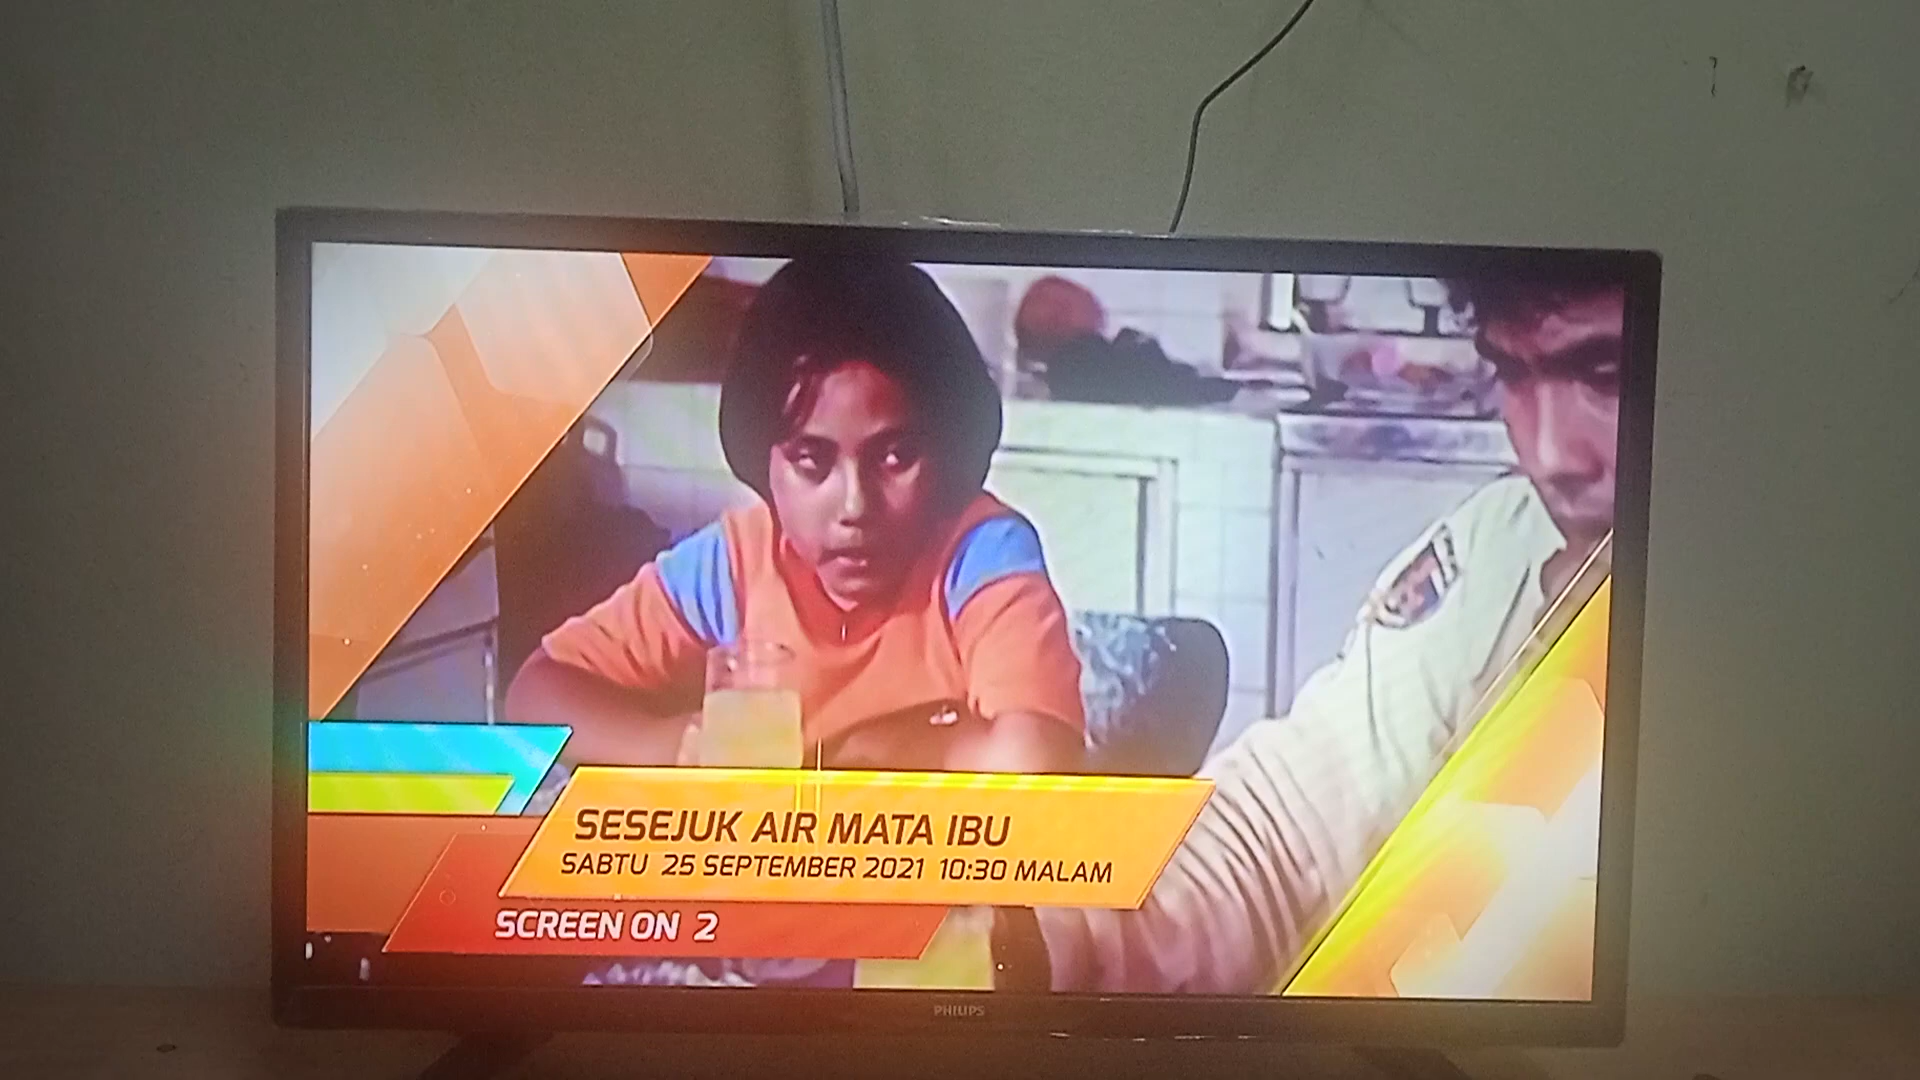 SESEJUK AIR MATA IBU
SABTU 25 SEPTEMBER 2021 10:30 MALAM
SCREEN ON 2
PHILIPS